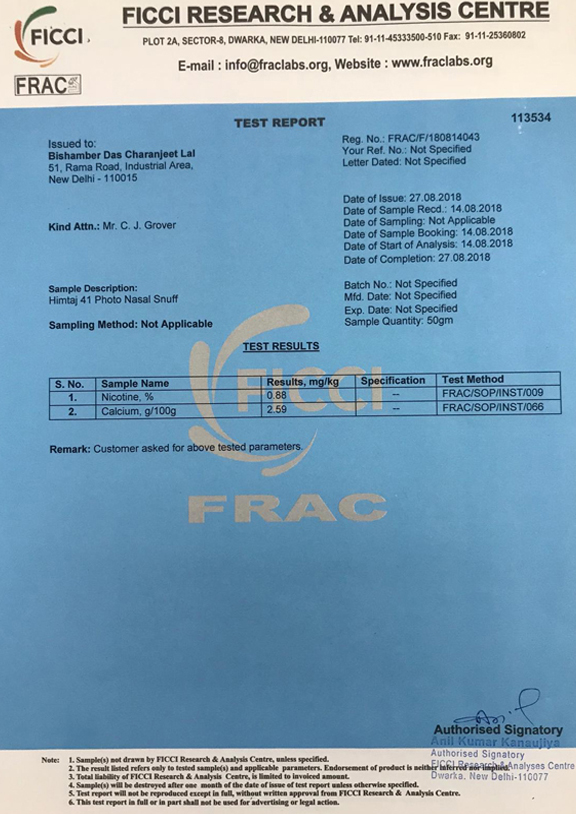 FICCI
FRAC
FICCI RESEARCH & ANALYSIS CENTRE
PLOT 2A, SECTOR-8, DWARKA, NEW DELHI-110077 Tel: 91-11-45333500-510 Fax: 91-11-25360802
E-mail : info@fraclabs.org, Website : www.fraclabs.org
TEST REPORT
113534
Issued to:
Bishamber Das Charanjeet Lal
51, Rama Road, Industrial Area,
New Delhi - 110015
Reg. No.: FRAC/F/180814043
Your Ref. No.: Not Specified
Letter Dated: Not Specified
Kind Attn.: Mr. C. J. Grover
Date of Issue: 27.08.2018
Date of Sample Recd.: 14.08.2018
Date of Sampling: Not Applicable
Date of Sample Booking: 14.08.2018
Date of Start of Analysis: 14.08.2018
Date of Completion: 27.08.2018
Sample Description:
Himtaj 41 Photo Nasal Snuff
Sampling Method: Not Applicable
Batch No.: Not Specified
Mfd. Date: Not Specified
Exp. Date: Not Specified
Sample Quantity: 50gm
TEST RESULTS
S. No. Sample Name Results, mg/kg Specification Test Method
1. Nicotine, % 0.88 -- FRAC/SOP/INST/009
2. Calcium, g/100g 2.59 -- FRAC/SOP/INST/066
Remark: Customer asked for above tested parameters.
FICCI
FRAC
Authorised Signatory
Anil Kumar Kanaujiya
Authorised Signatory
FICCI Research & Analyses Centre
Dwarka, New Delhi-110077
Note: 1. Sample(s) not drawn by FICCI Research & Analysis Centre, unless specified.
2. The result listed refers only to tested sample(s) and applicable parameters. Endorsement of product is neither inferred nor implied.
3. Total liability of FICCI Research & Analysis Centre, is limited to invoiced amount.
4. Sample(s) will be destroyed after one month of the date of issue of test report unless otherwise specified.
5. Test report will not be reproduced except in full, without written approval from FICCI Research & Analysis Centre.
6. This test report in full or in part shall not be used for advertising or legal action.